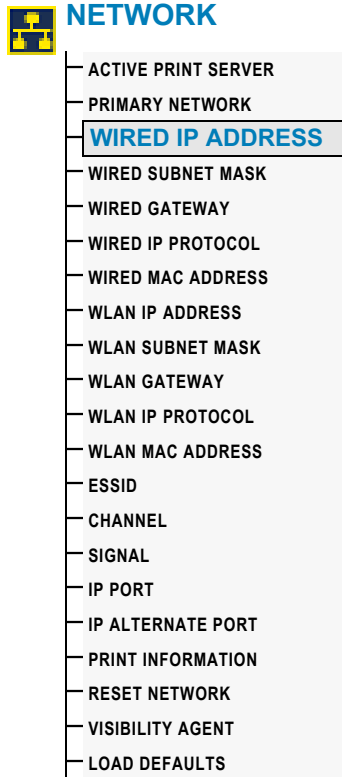 NETWORK
ACTIVE PRINT SERVER
PRIMARY NETWORK
WIRED IP ADDRESS
WIRED SUBNET MASK
WIRED GATEWAY
WIRED IP PROTOCOL
WIRED MAC ADDRESS
WLAN IP ADDRESS
WLAN SUBNET MASK
WLAN GATEWAY
WLAN IP PROTOCOL
WLAN MAC ADDRESS
ESSID
CHANNEL
SIGNAL
IP PORT
IP ALTERNATE PORT
PRINT INFORMATION
RESET NETWORK
VISIBILITY AGENT
LOAD DEFAULTS